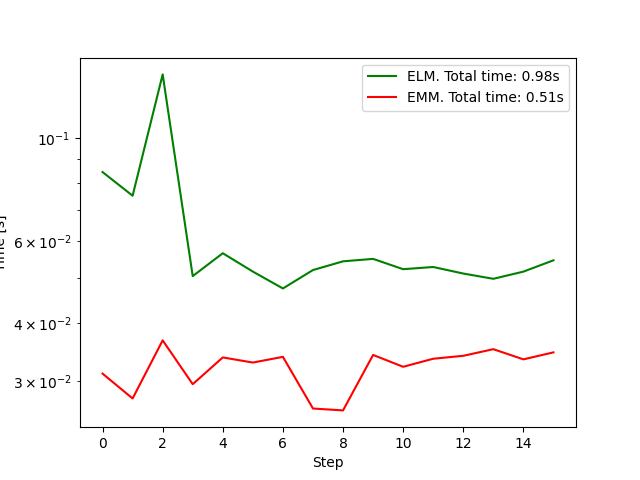 ELM. Total time: 0.98s
EMM. Total time: 0.51s
10⁻¹
6 × 10⁻²
4 × 10⁻²
3 × 10⁻²
[s]
0 2 4 6 8 10 12 14
Step